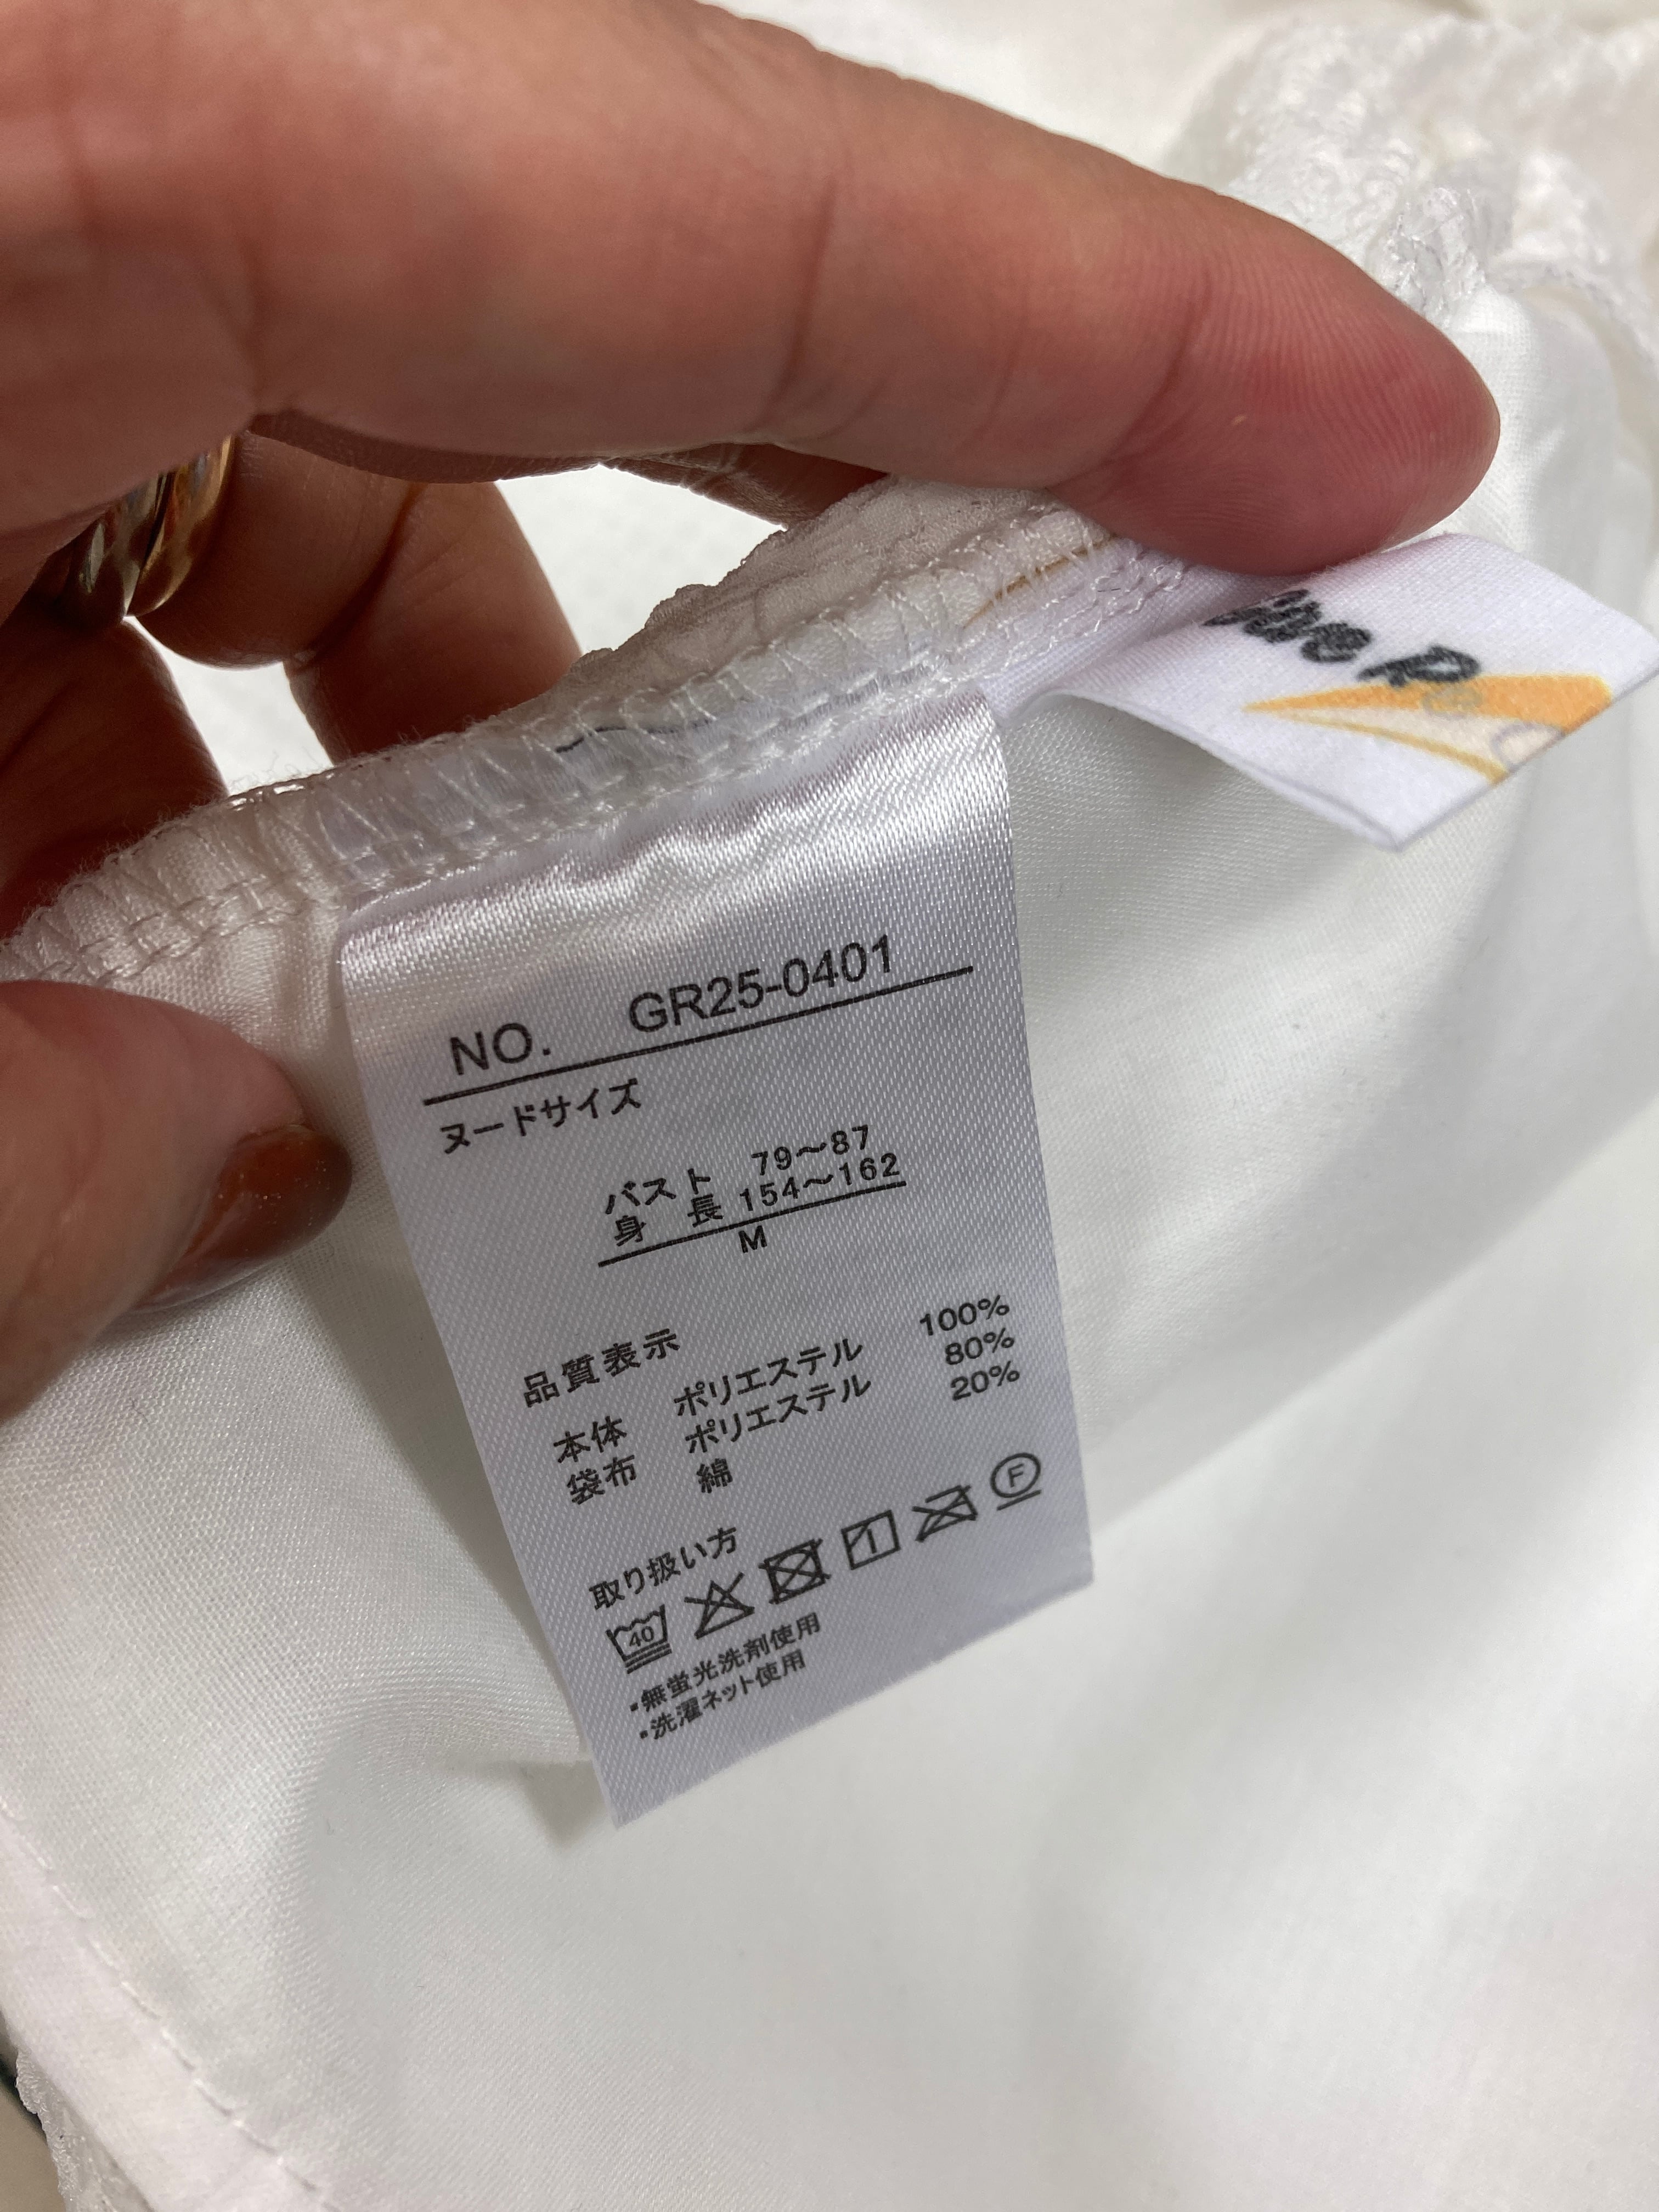 NO. GR25-0401
ヌードサイズ
バスト 79～87
身 長 154～162
M
品質表示
本体 ポリエステル 100%
袋布 ポリエステル 80%
綿 20%
取り扱い方
40 1 F
・無蛍光洗剤使用
・洗濯ネット使用